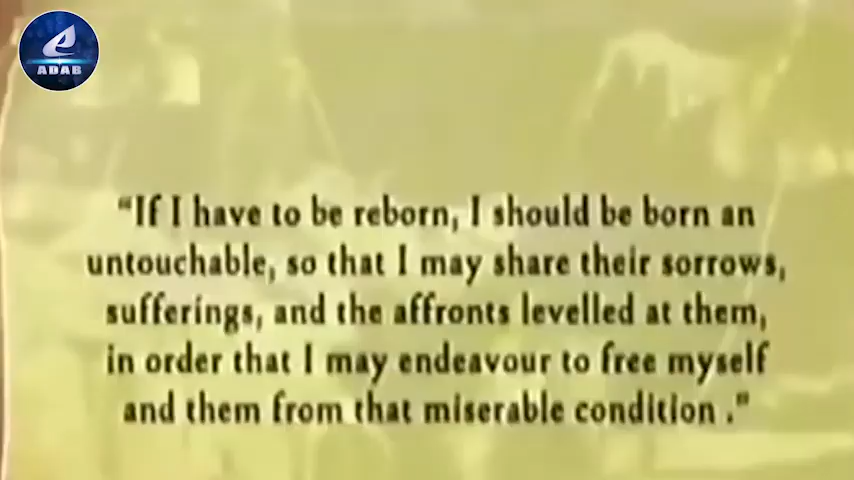 ADAB
"If I have to be reborn, I should be born an
untouchable, so that I may share their sorrows,
sufferings, and the affronts levelled at them,
in order that I may endeavour to free myself
and them from that miserable condition ."